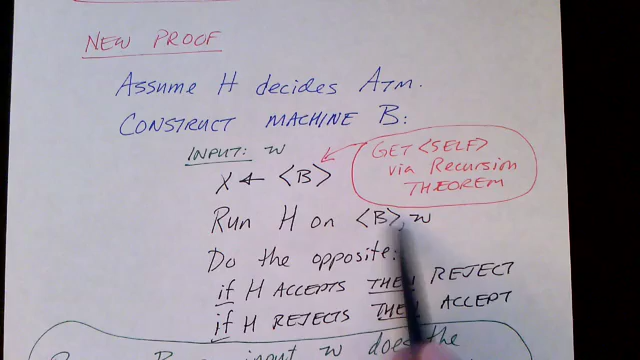 NEW PROOF
Assume H decides ATM.
CONSTRUCT MACHINE B:
INPUT: w
X ← <B>
GET <SELF>
via Recursion
THEOREM
Run H on <B>, w
Do the opposite:
if H ACCEPTS THEN REJECT
if H REJECTS THEN ACCEPT
input w does the